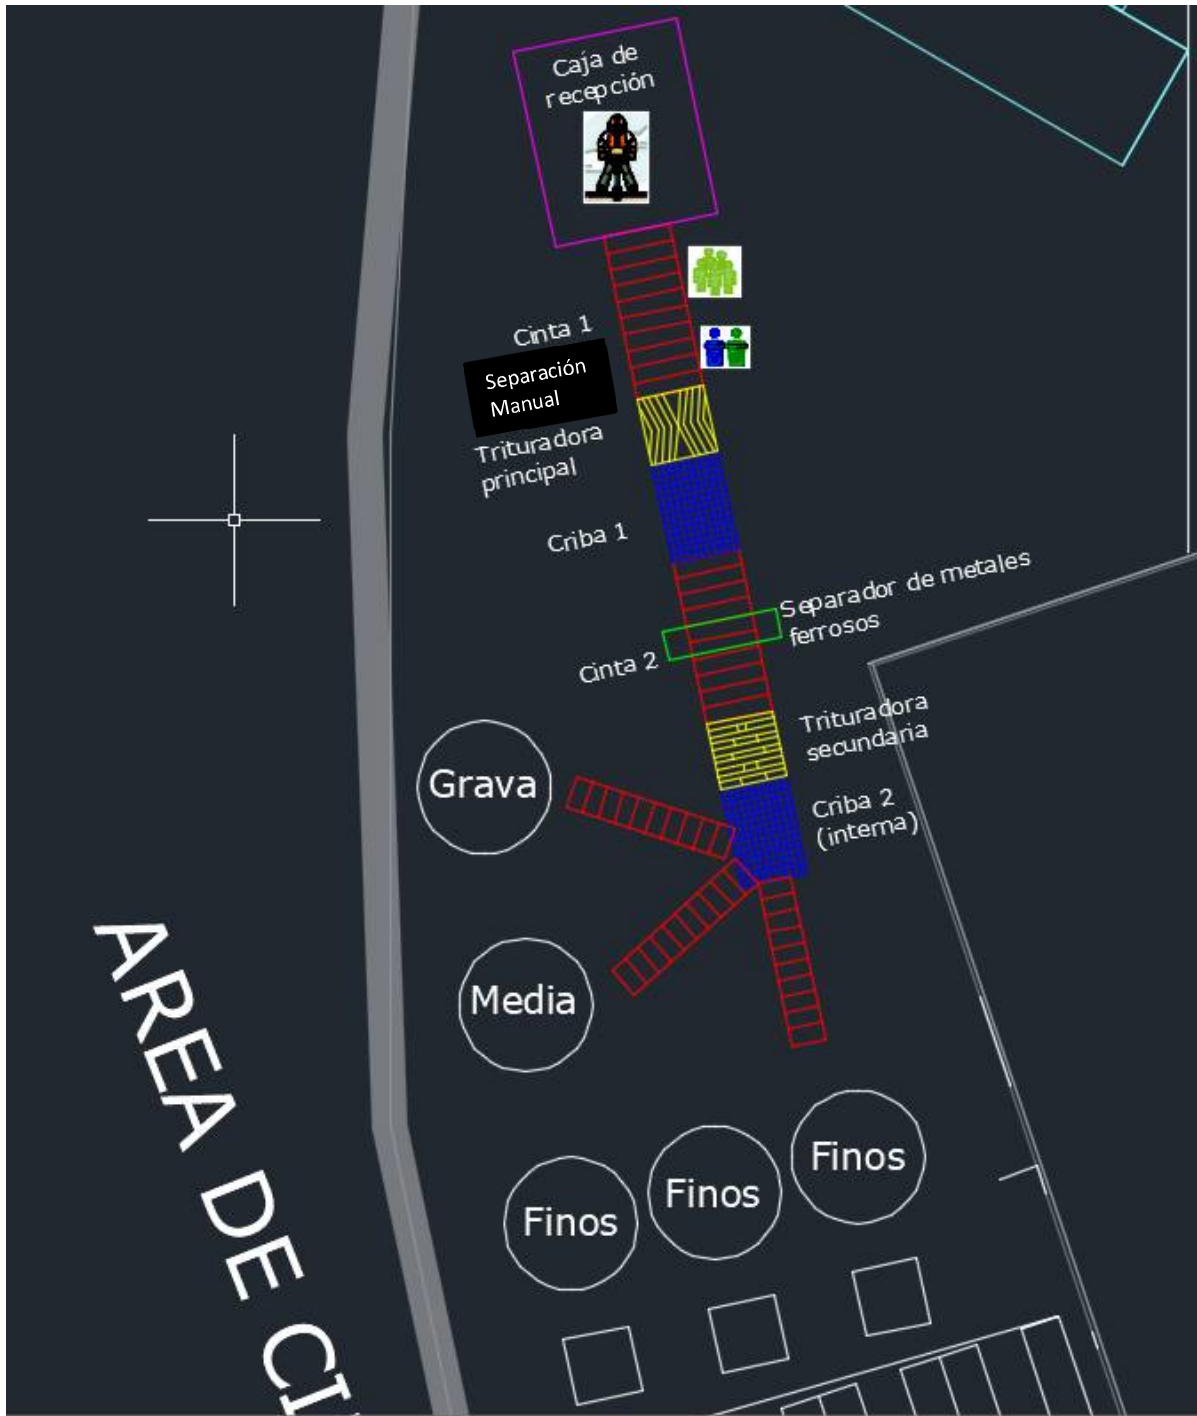 Caja de
recepción
Cinta 1
Separación
Manual
Trituradora
principal
Criba 1
Separador de metales
ferrosos
Cinta 2
Trituradora
secundaria
Grava
Criba 2
(interna)
Media
Finos
Finos
Finos
AREA DE